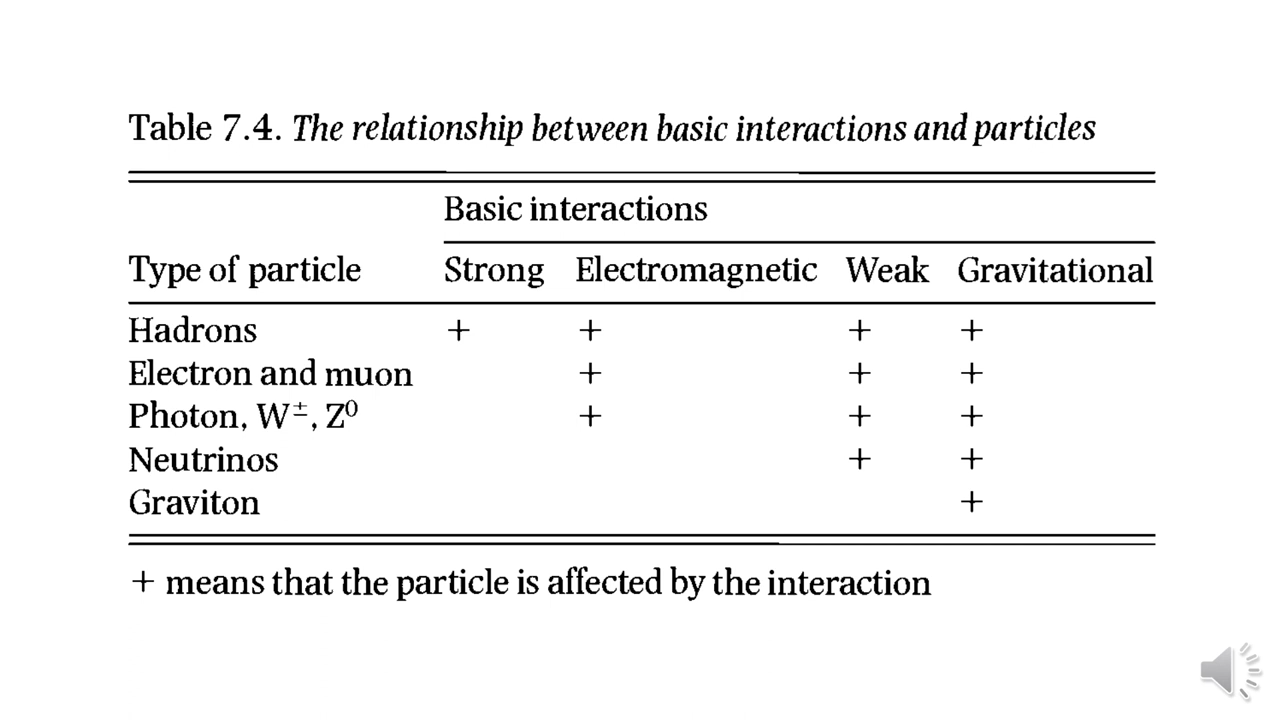 Table 7.4. The relationship between basic interactions and particles
Basic interactions
Type of particle Strong Electromagnetic Weak Gravitational
Hadrons + + + +
Electron and muon + + +
Photon, W±, Z⁰ + + +
Neutrinos + +
Graviton +
+ means that the particle is affected by the interaction